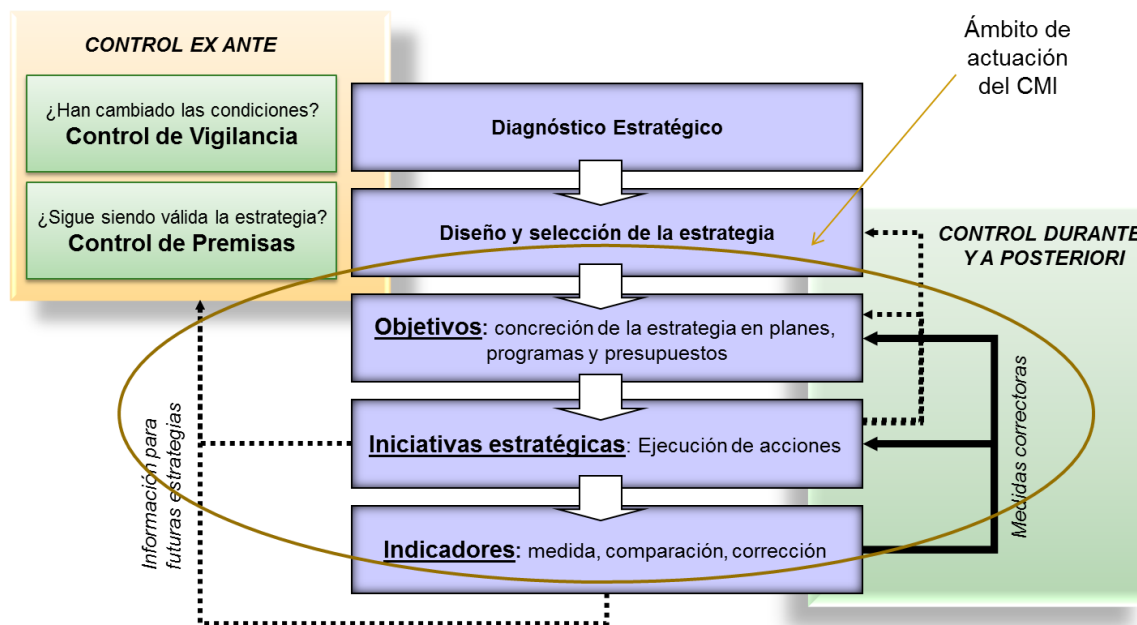 CONTROL EX ANTE
¿Han cambiado las condiciones?
Control de Vigilancia
¿Sigue siendo válida la estrategia?
Control de Premisas
Ámbito de
actuación
del CMI
Diagnóstico Estratégico
Diseño y selección de la estrategia
Objetivos: concreción de la estrategia en planes,
programas y presupuestos
Iniciativas estratégicas: Ejecución de acciones
Indicadores: medida, comparación, corrección
CONTROL DURANTE
Y A POSTERIORI
Información para
futuras estrategias
Medidas correctoras